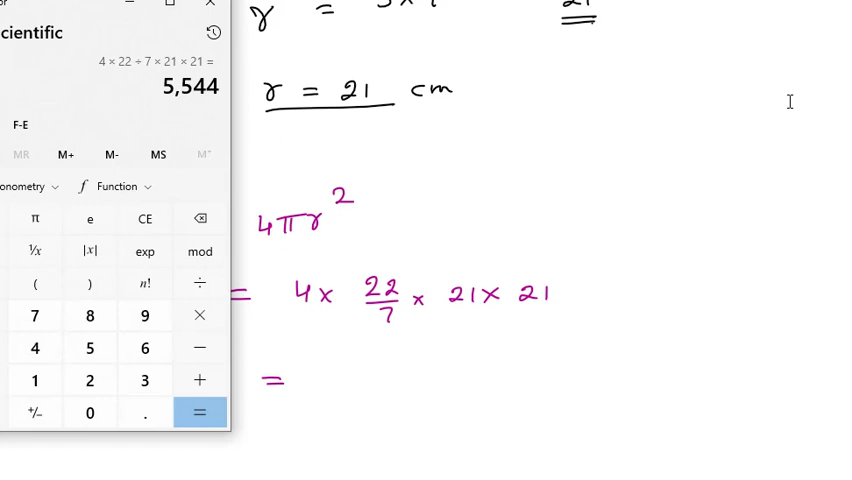 cientific
4 × 22 ÷ 7 × 21 × 21 =
5,544
F-E
MR M+ M- MS M˅
onometry ƒ Function
π e CE
¹/x |x| exp mod
( ) n! ÷
7 8 9 ×
4 5 6 −
1 2 3 +
+/− 0 . =
r =
21
r = 21 cm
4πr²
= 4 × 22/7 × 21 × 21
=